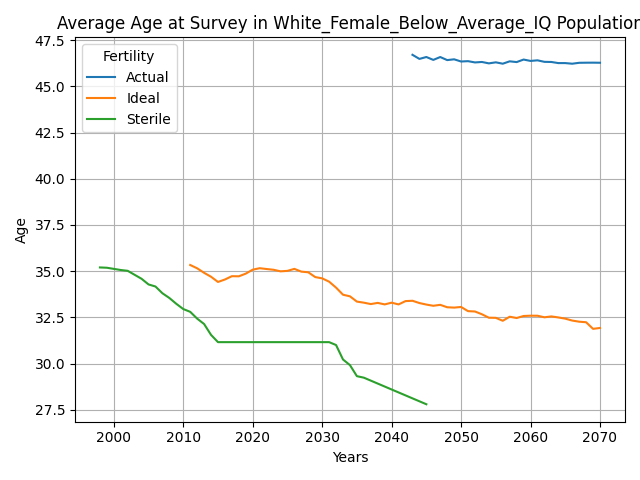 Average Age at Survey in White_Female_Below_Average_IQ Population
47.5
45.0
42.5
40.0
37.5
35.0
32.5
30.0
27.5
Age
Fertility
Actual
Ideal
Sterile
2000 2010 2020 2030 2040 2050 2060 2070
Years